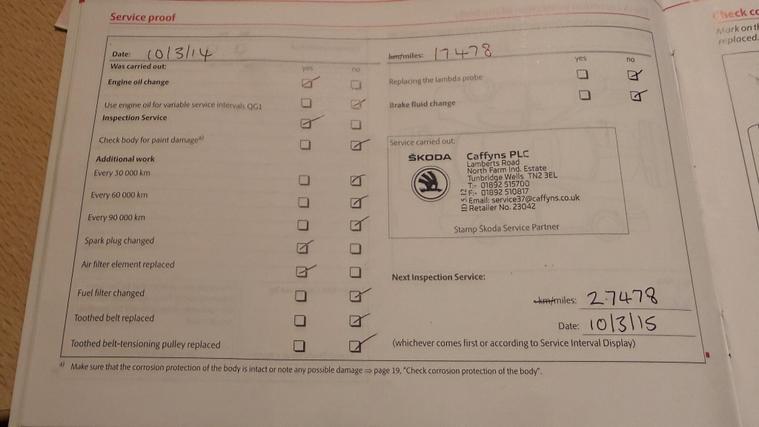 Service proof
Check co
Mark on th
replaced.
Date: 10/3/14
Was carried out:
yes no
Engine oil change
Use engine oil for variable service intervals QG1
Inspection Service
Check body for paint damage a)
Additional work
Every 30 000 km
Every 60 000 km
Every 90 000 km
Spark plug changed
Air filter element replaced
Fuel filter changed
Toothed belt replaced
Toothed belt-tensioning pulley replaced
km/miles: 17478
yes no
Replacing the lambda probe
Brake fluid change
Service carried out:
ŠKODA
Caffyns PLC
Lamberts Road
North Farm Ind. Estate
Tunbridge Wells TN2 3EL
T:- 01892 515700
F:- 01892 510817
Email: service37@caffyns.co.uk
Retailer No. 23042
Stamp Škoda Service Partner
Next Inspection Service:
km/miles: 27478
Date: 10/3/15
(whichever comes first or according to Service Interval Display)
a) Make sure that the corrosion protection of the body is intact or note any possible damage ⇒ page 19, "Check corrosion protection of the body".